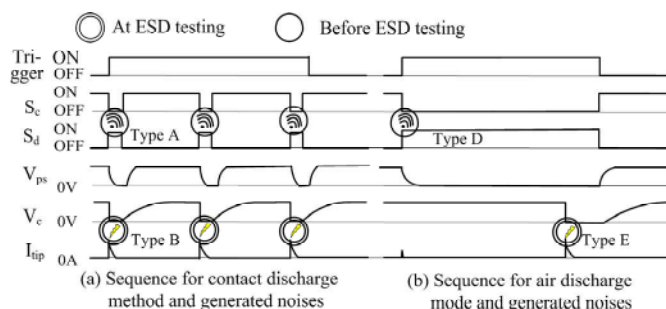 At ESD testing
Before ESD testing
Tri-
gger
ON
OFF
Sc
ON
OFF
Sd
ON
OFF
Type A
Type D
Vps
0V
Vc
0V
Type B
Type E
Itip
0A
(a) Sequence for contact discharge
method and generated noises
(b) Sequence for air discharge
mode and generated noises